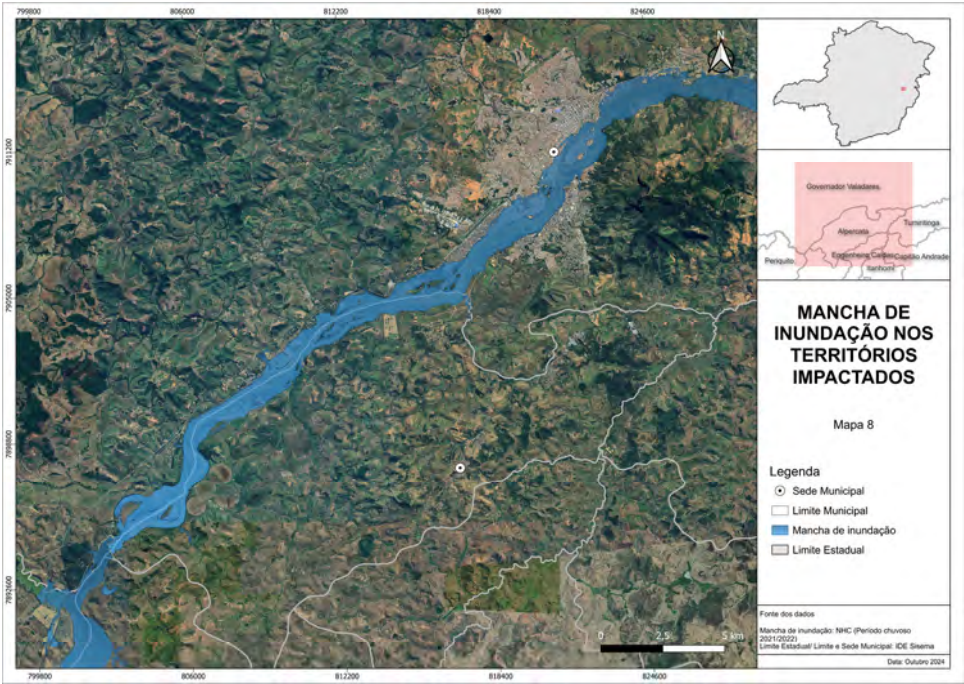 799800 806000 812200 818400 824600
N
7911200
7905000
7898800
7892600
0 2,5 5 km
799800 806000 812200 818400 824600
Governador Valadares
Tumiritinga
Alpercata
Periquito
Engenheiro Caldas
Capitão Andrade
Itanhomi
MANCHA DE
INUNDAÇÃO NOS
TERRITÓRIOS
IMPACTADOS
Mapa 8
Legenda
Sede Municipal
Limite Municipal
Mancha de inundação
Limite Estadual
Fonte dos dados
Mancha de inundação: NHC (Período chuvoso
2021/2022)
Limite Estadual/ Limite e Sede Municipal: IDE Sisema
Data: Outubro 2024